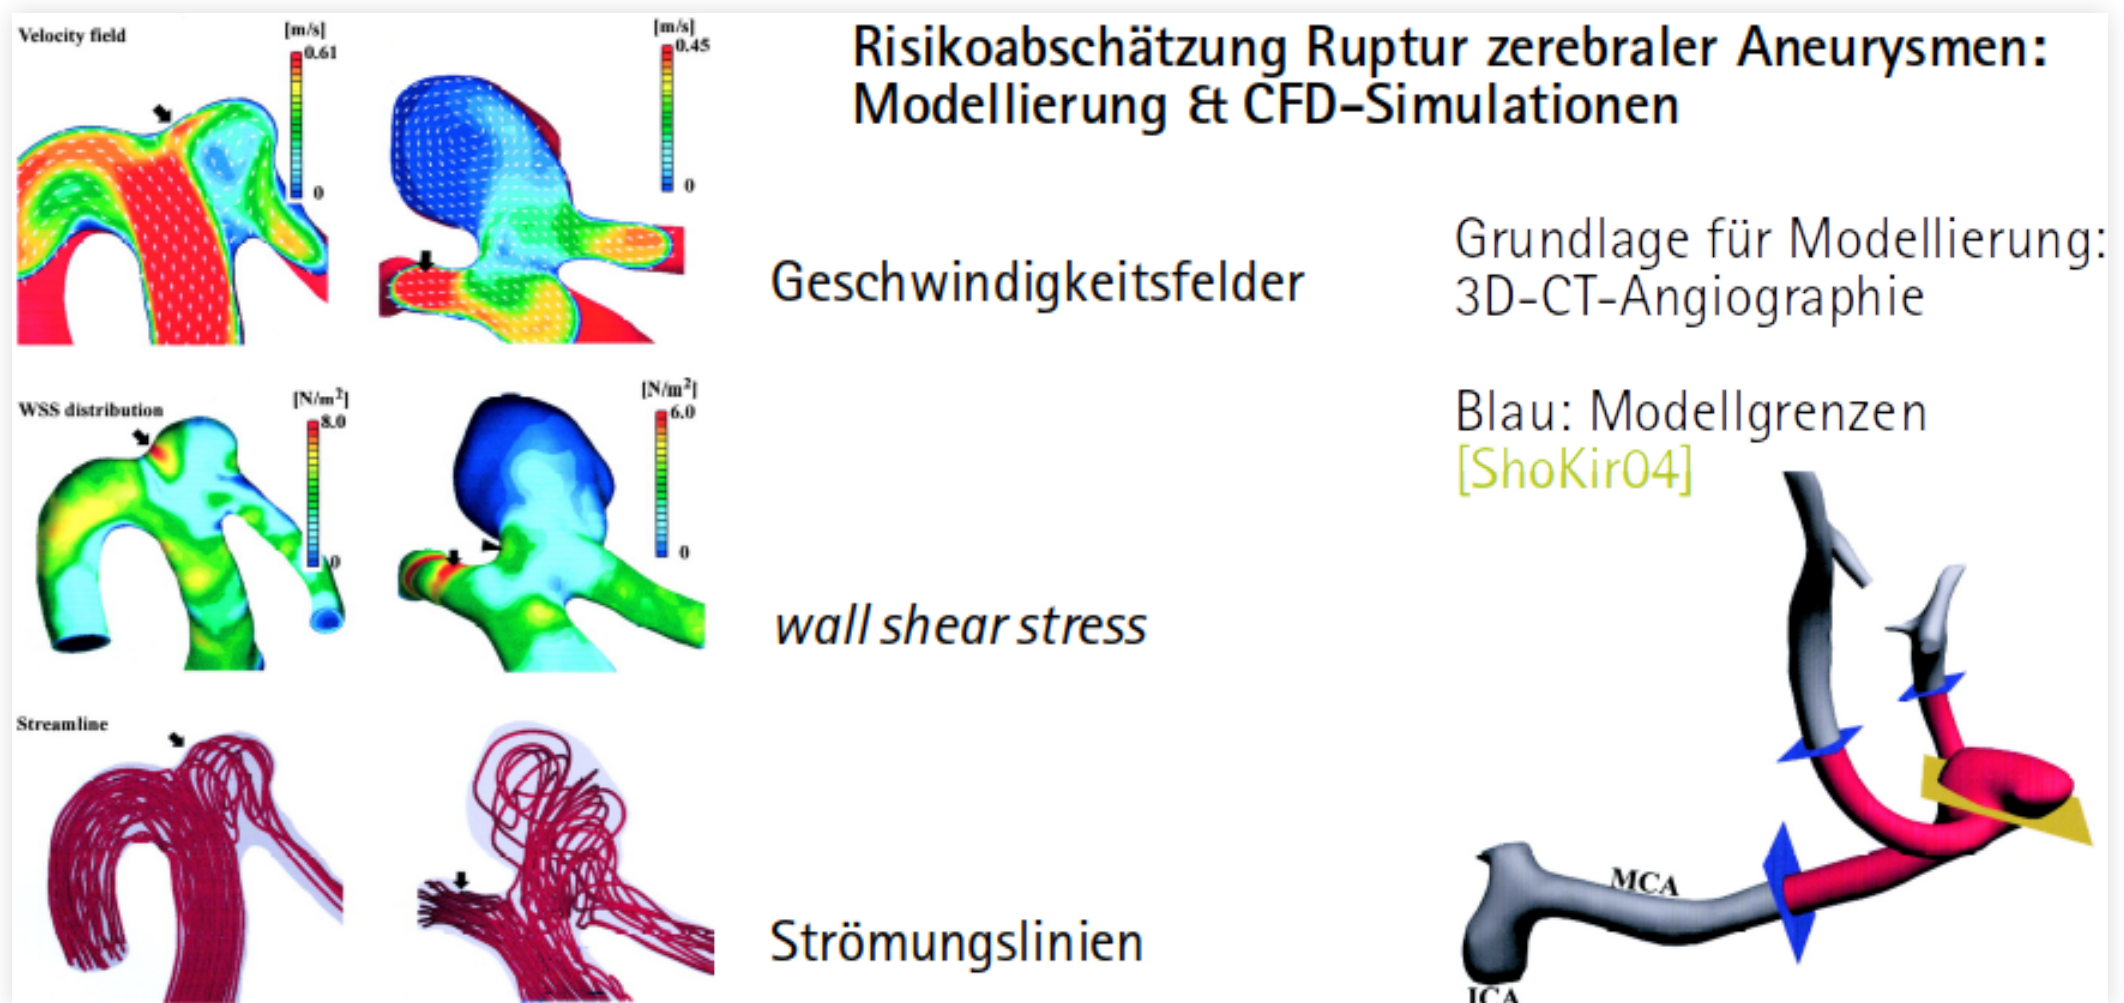 Risikoabschätzung Ruptur zerebraler Aneurysmen:
Modellierung & CFD-Simulationen
Velocity field
[m/s]
0.61
0
[m/s]
0.45
0
Geschwindigkeitsfelder
Grundlage für Modellierung:
3D-CT-Angiographie
Blau: Modellgrenzen
[ShoKir04]
WSS distribution
[N/m²]
8.0
0
[N/m²]
6.0
0
wall shear stress
Streamline
Strömungslinien
MCA
ICA